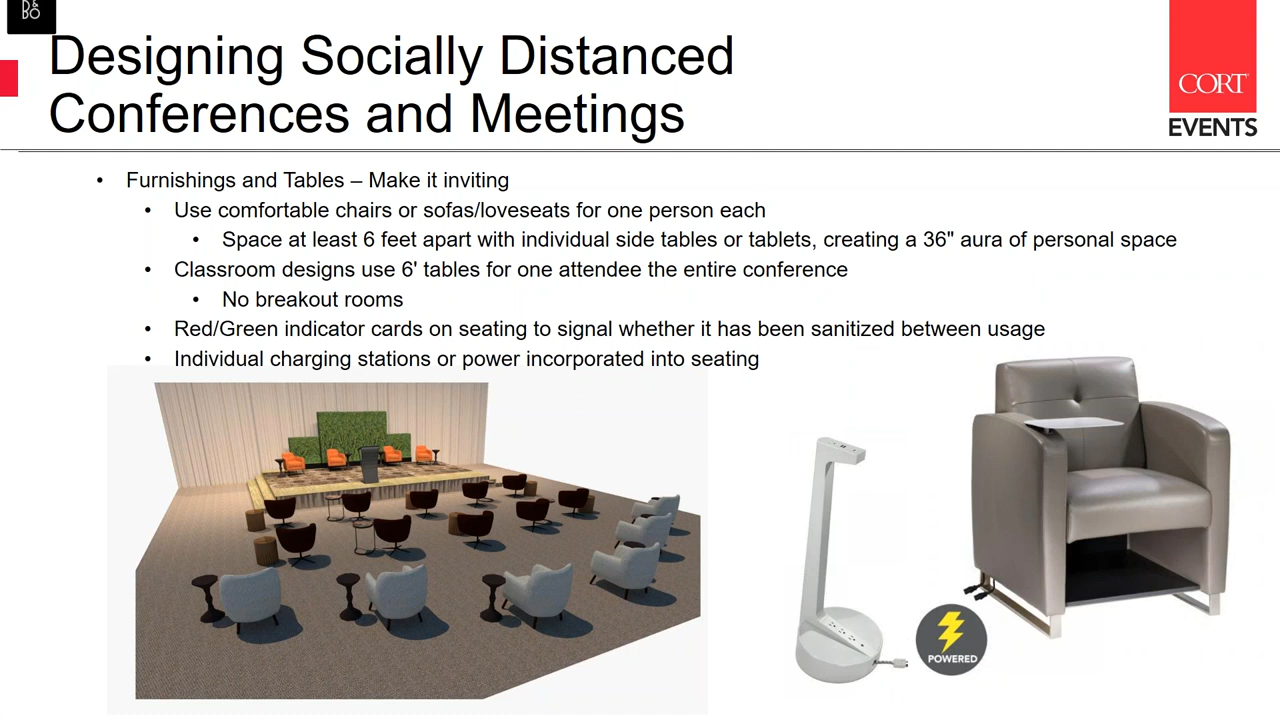 D&
BO
Designing Socially Distanced
Conferences and Meetings
CORT
EVENTS
• Furnishings and Tables – Make it inviting
• Use comfortable chairs or sofas/loveseats for one person each
• Space at least 6 feet apart with individual side tables or tablets, creating a 36" aura of personal space
• Classroom designs use 6' tables for one attendee the entire conference
• No breakout rooms
• Red/Green indicator cards on seating to signal whether it has been sanitized between usage
• Individual charging stations or power incorporated into seating
POWERED